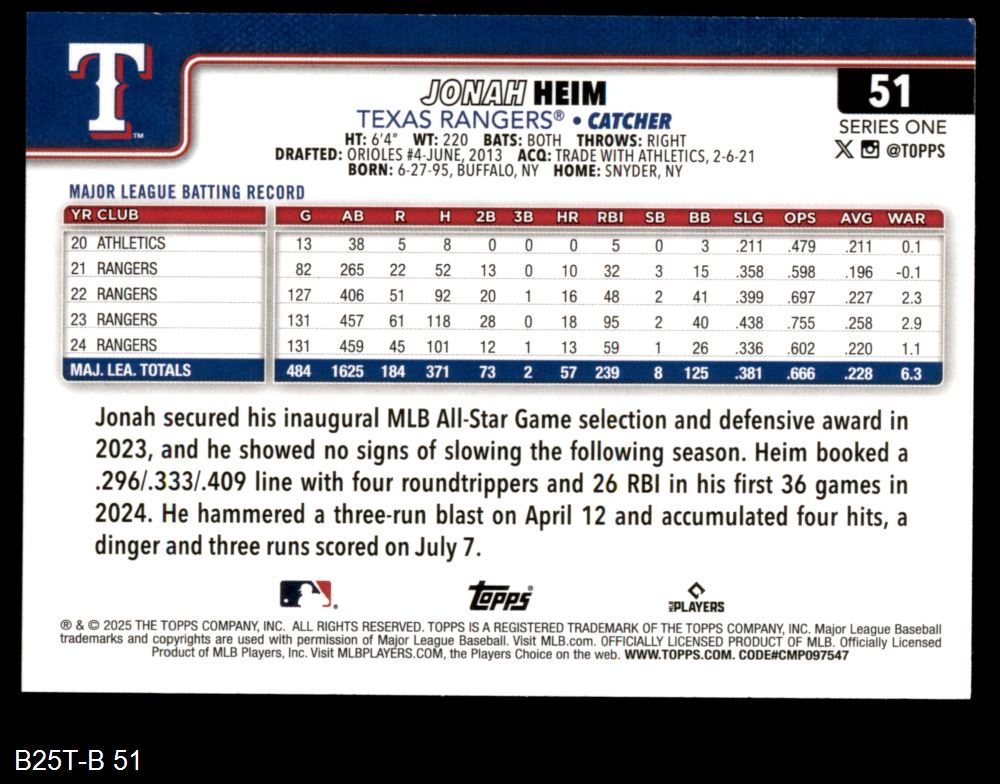 T
TM
JONAH HEIM
51
TEXAS RANGERS® • CATCHER
SERIES ONE
HT: 6'4" WT: 220 BATS: BOTH THROWS: RIGHT
@TOPPS
DRAFTED: ORIOLES #4-JUNE, 2013 ACQ: TRADE WITH ATHLETICS, 2-6-21
BORN: 6-27-95, BUFFALO, NY HOME: SNYDER, NY
MAJOR LEAGUE BATTING RECORD
YR CLUB G AB R H 2B 3B HR RBI SB BB SLG OPS AVG WAR
20 ATHLETICS 13 38 5 8 0 0 0 5 0 3 .211 .479 .211 0.1
21 RANGERS 82 265 22 52 13 0 10 32 3 15 .358 .598 .196 -0.1
22 RANGERS 127 406 51 92 20 1 16 48 2 41 .399 .697 .227 2.3
23 RANGERS 131 457 61 118 28 0 18 95 2 40 .438 .755 .258 2.9
24 RANGERS 131 459 45 101 12 1 13 59 1 26 .336 .602 .220 1.1
MAJ. LEA. TOTALS 484 1625 184 371 73 2 57 239 8 125 .381 .666 .228 6.3
Jonah secured his inaugural MLB All-Star Game selection and defensive award in
2023, and he showed no signs of slowing the following season. Heim booked a
.296/.333/.409 line with four roundtrippers and 26 RBI in his first 36 games in
2024. He hammered a three-run blast on April 12 and accumulated four hits, a
dinger and three runs scored on July 7.
Topps®
MLB PLAYERS
® & © 2025 THE TOPPS COMPANY, INC. ALL RIGHTS RESERVED. TOPPS IS A REGISTERED TRADEMARK OF THE TOPPS COMPANY, INC. Major League Baseball
trademarks and copyrights are used with permission of Major League Baseball. Visit MLB.com. OFFICIALLY LICENSED PRODUCT OF MLB. Officially Licensed
Product of MLB Players, Inc. Visit MLBPLAYERS.COM, the Players Choice on the web. WWW.TOPPS.COM. CODE#CMP097547
B25T-B 51